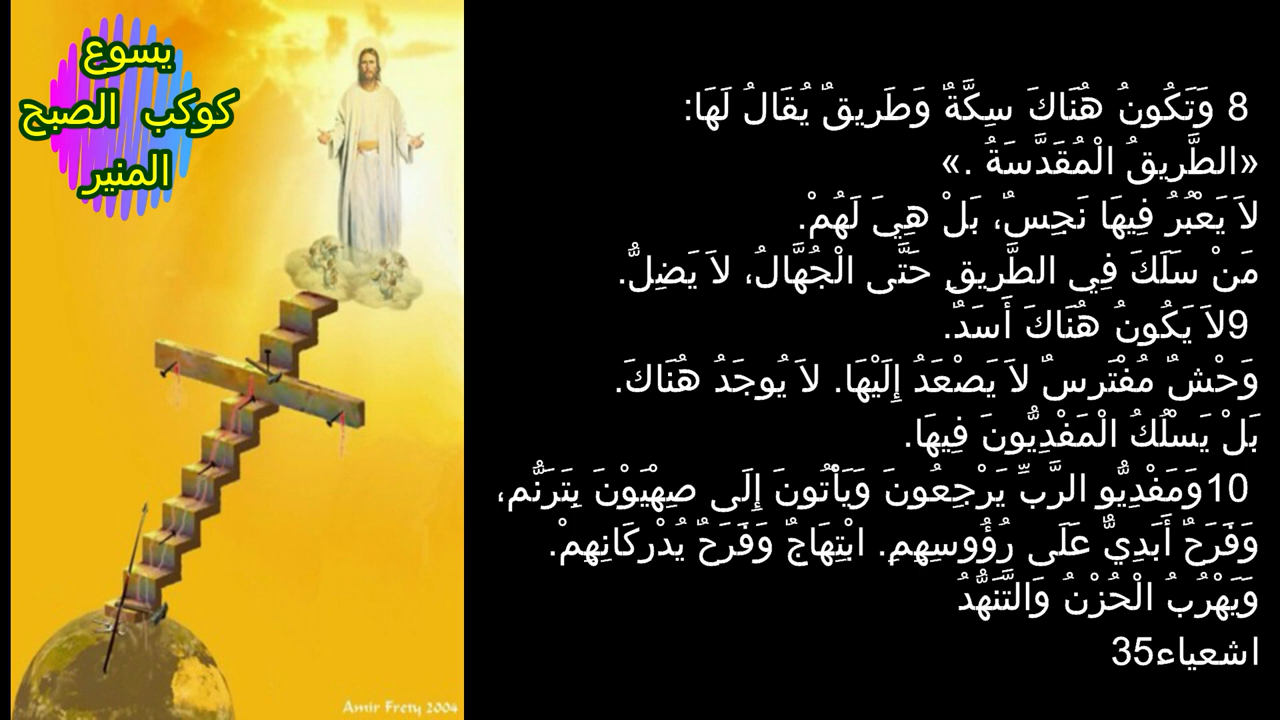 يسوع
كوكب الصبح
المنير
8 وَتَكُونُ هُنَاكَ سِكَّةٌ وَطَرِيقٌ يُقَالُ لَهَا:
«الطَّرِيقُ الْمُقَدَّسَةُ .»
لاَ يَعْبُرُ فِيهَا نَجِسٌ، بَلْ هِيَ لَهُمْ.
مَنْ سَلَكَ فِي الطَّرِيقِ حَتَّى الْجُهَّالُ، لاَ يَضِلُّ.
9لاَ يَكُونُ هُنَاكَ أَسَدٌ.
وَحْشٌ مُفْتَرِسٌ لاَ يَصْعَدُ إِلَيْهَا. لاَ يُوجَدُ هُنَاكَ.
بَلْ يَسْلُكُ الْمَفْدِيُّونَ فِيهَا.
10وَمَفْدِيُّو الرَّبِّ يَرْجِعُونَ وَيَأْتُونَ إِلَى صِهْيَوْنَ بِتَرَنُّمٍ،
وَفَرَحٌ أَبَدِيٌّ عَلَى رُؤُوسِهِمِ. ابْتِهَاجٌ وَفَرَحٌ يُدْرِكَانِهِمْ.
وَيَهْرُبُ الْحُزْنُ وَالتَّنَهُّدُ
اشعياء35
Amir Frety 2004